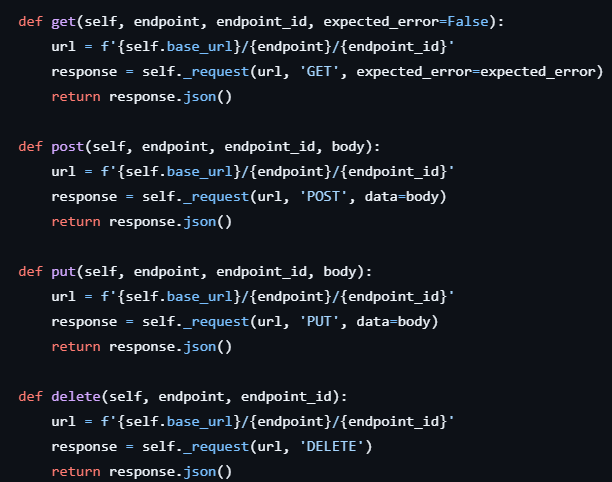 def get(self, endpoint, endpoint_id, expected_error=False):
    url = f'{self.base_url}/{endpoint}/{endpoint_id}'
    response = self._request(url, 'GET', expected_error=expected_error)
    return response.json()

def post(self, endpoint, endpoint_id, body):
    url = f'{self.base_url}/{endpoint}/{endpoint_id}'
    response = self._request(url, 'POST', data=body)
    return response.json()

def put(self, endpoint, endpoint_id, body):
    url = f'{self.base_url}/{endpoint}/{endpoint_id}'
    response = self._request(url, 'PUT', data=body)
    return response.json()

def delete(self, endpoint, endpoint_id):
    url = f'{self.base_url}/{endpoint}/{endpoint_id}'
    response = self._request(url, 'DELETE')
    return response.json()